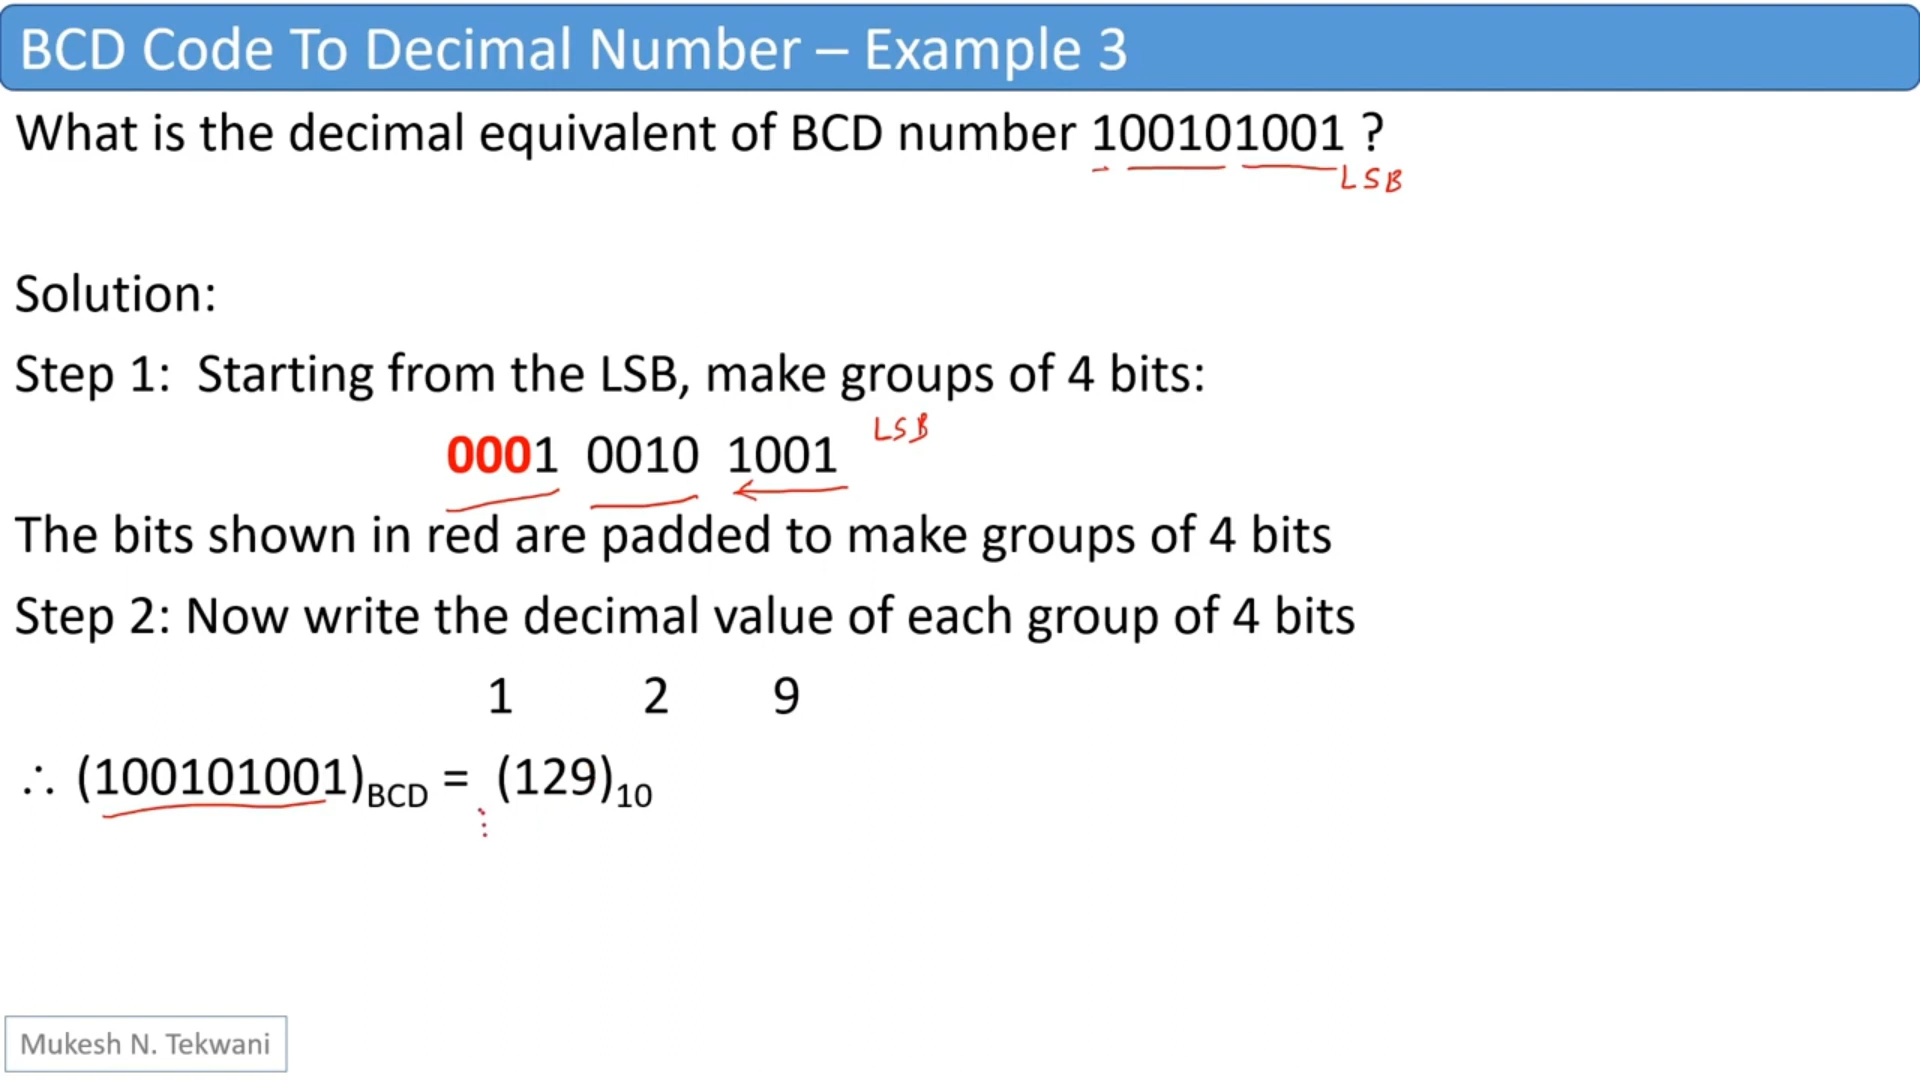 BCD Code To Decimal Number – Example 3
What is the decimal equivalent of BCD number 100101001 ?
LSB
Solution:
Step 1: Starting from the LSB, make groups of 4 bits:
LSB
0001 0010 1001
The bits shown in red are padded to make groups of 4 bits
Step 2: Now write the decimal value of each group of 4 bits
1 2 9
∴ (100101001)BCD = (129)10
Mukesh N. Tekwani